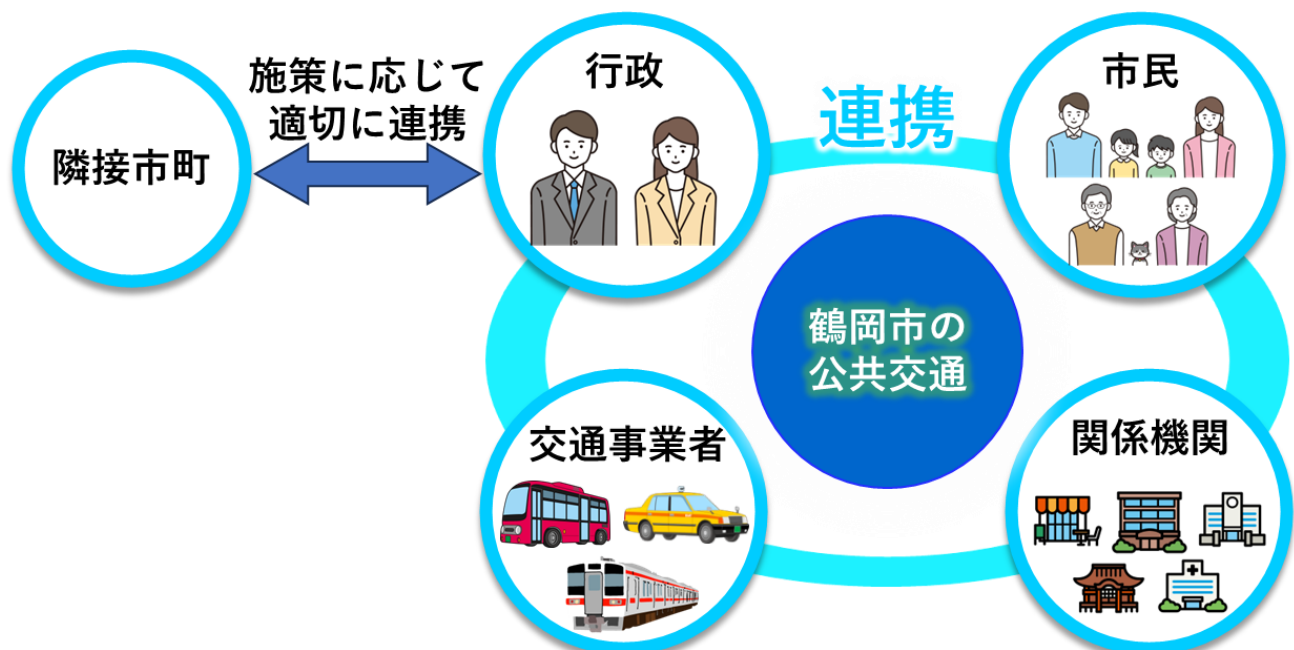 隣接市町
施策に応じて
適切に連携
行政
連携
市民
鶴岡市の
公共交通
交通事業者
関係機関